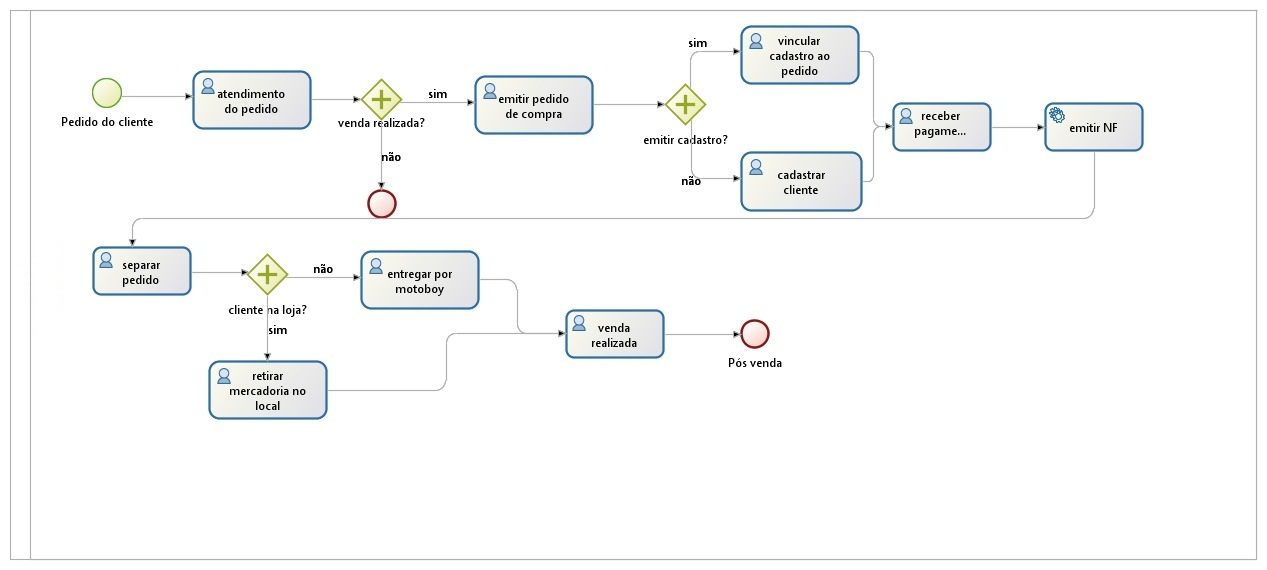 Pedido do cliente
atendimento
do pedido
venda realizada?
sim
não
emitir pedido
de compra
emitir cadastro?
sim
não
vincular
cadastro ao
pedido
cadastrar
cliente
receber
pagame...
emitir NF
separar
pedido
cliente na loja?
não
sim
entregar por
motoboy
retirar
mercadoria no
local
venda
realizada
Pós venda